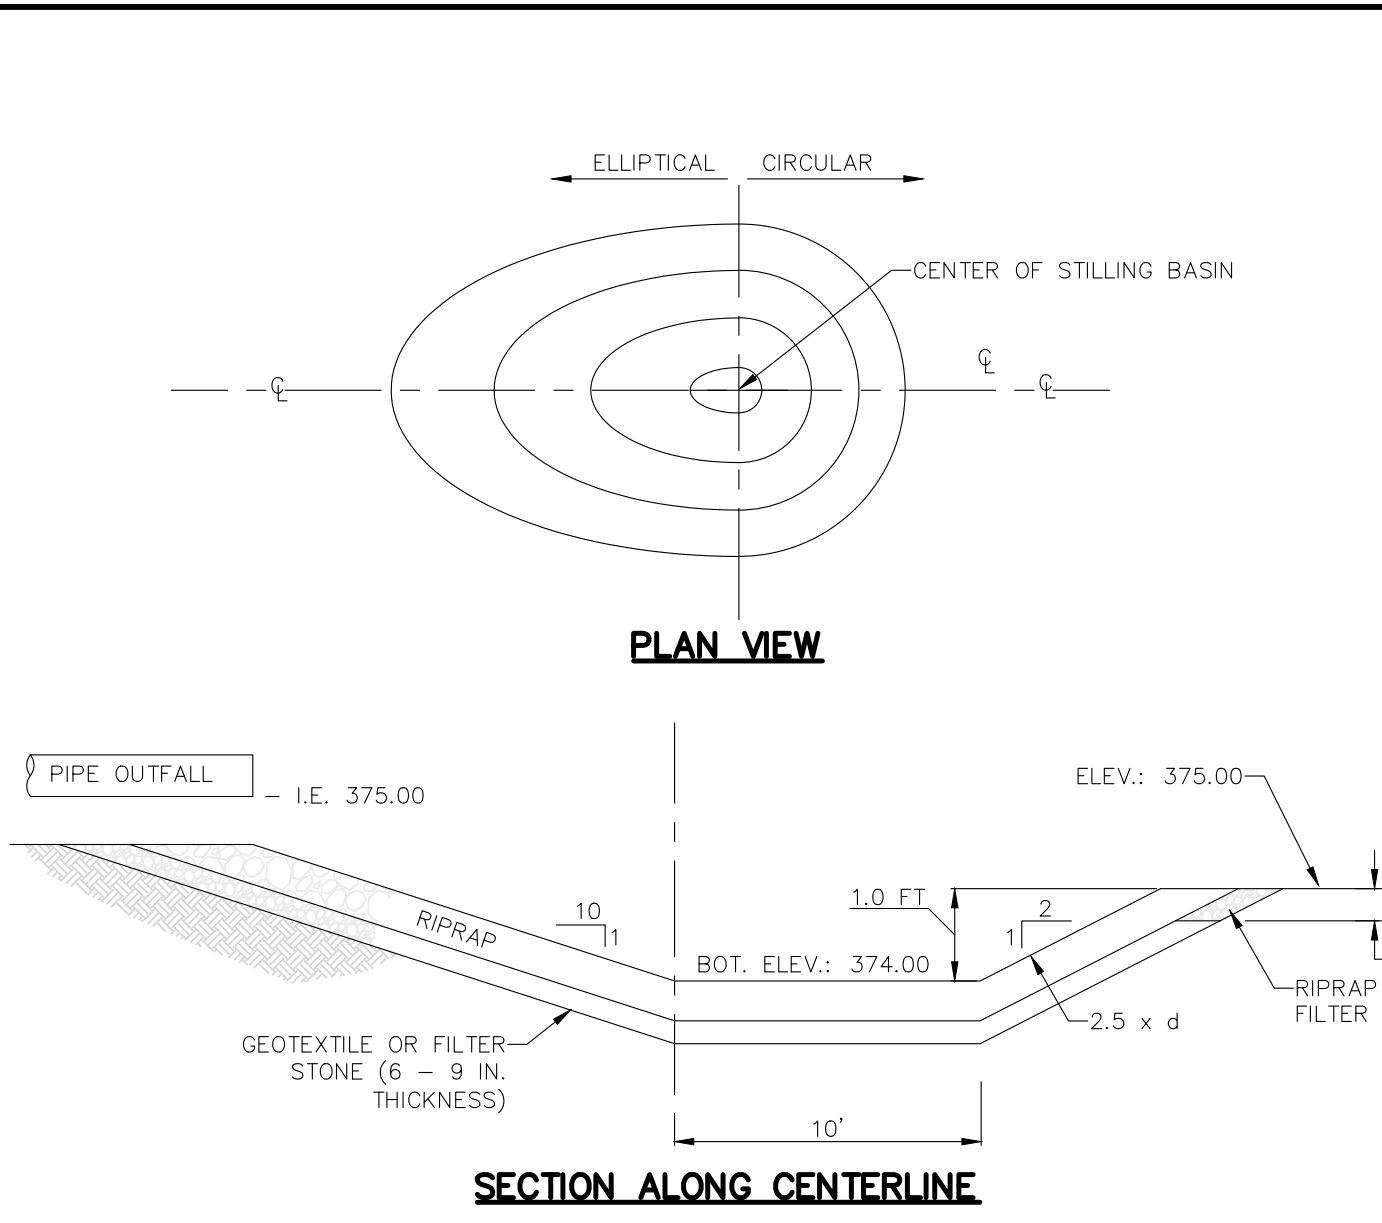 ELLIPTICAL CIRCULAR
CENTER OF STILLING BASIN
℄ ℄ ℄
PLAN VIEW
PIPE OUTFALL
I.E. 375.00
ELEV.: 375.00
RIPRAP
10
1
1.0 FT
2
1
BOT. ELEV.: 374.00
RIPRAP
FILTER
2.5 x d
GEOTEXTILE OR FILTER
STONE (6 – 9 IN.
THICKNESS)
10'
SECTION ALONG CENTERLINE